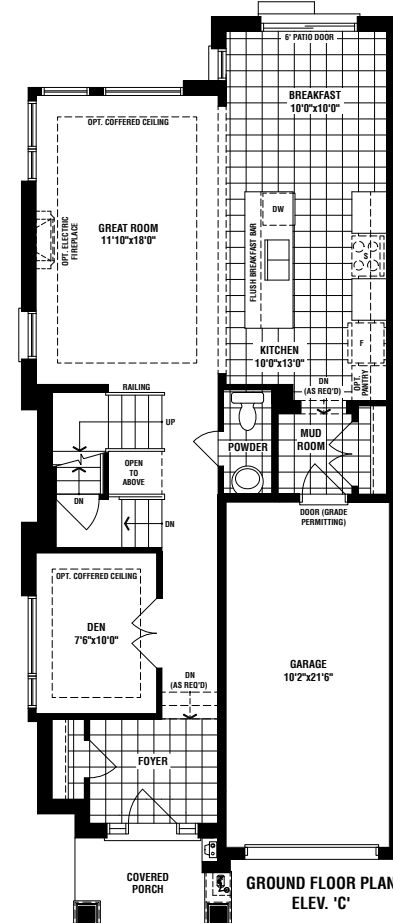 6' PATIO DOOR
BREAKFAST
10'0"x10'0"
OPT. COFFERED CEILING
GREAT ROOM
11'10"x18'0"
OPT. ELECTRIC
FIREPLACE
DW
FLUSH BREAKFAST BAR
S
F
KITCHEN
10'0"x13'0"
OPT.
PANTRY
DN
(AS REQ'D)
RAILING
UP
OPEN
TO
ABOVE
DN
DN
POWDER
MUD
ROOM
DOOR (GRADE
PERMITTING)
OPT. COFFERED CEILING
DEN
7'6"x10'0"
GARAGE
10'2"x21'6"
DN
(AS REQ'D)
FOYER
COVERED
PORCH
GROUND FLOOR PLAN
ELEV. 'C'